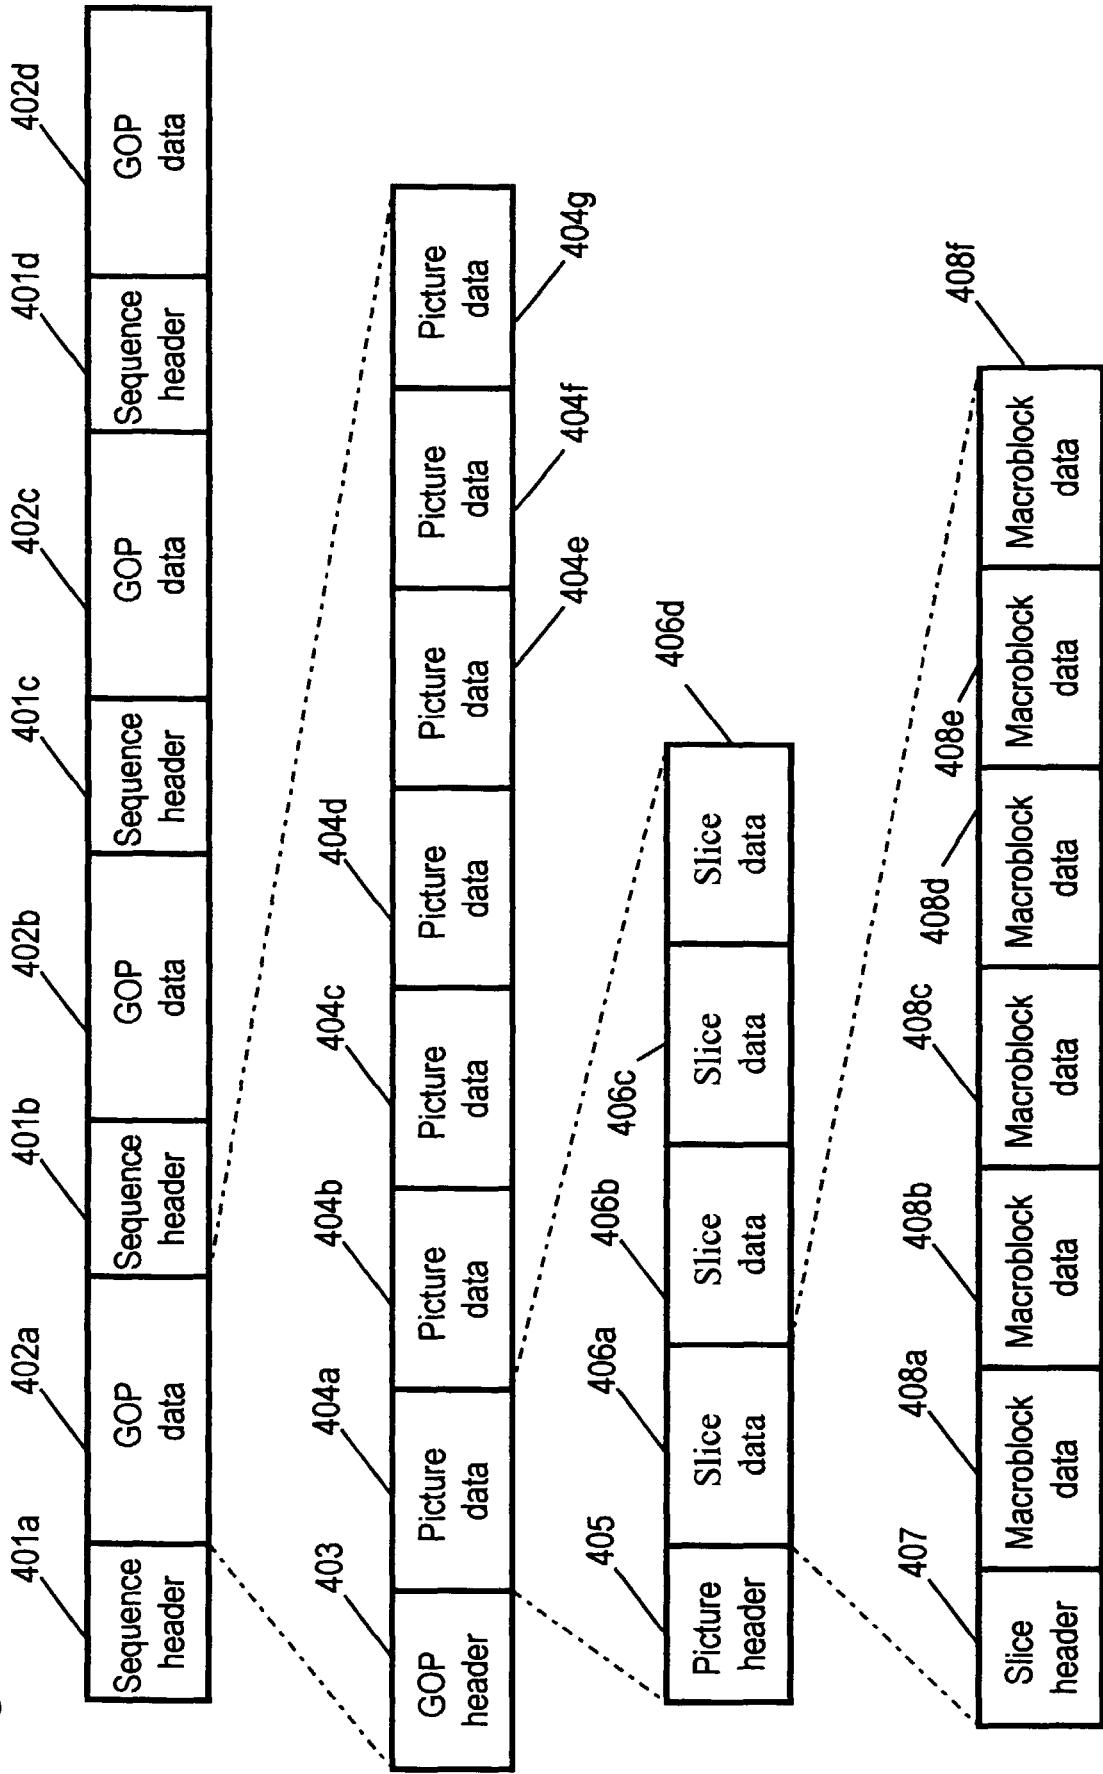 401a 402a 401b 402b 401c 402c 401d 402d
Sequence header
GOP data
Sequence header
GOP data
Sequence header
GOP data
Sequence header
GOP data
403 404a 404b 404c 404d
GOP header
Picture data
Picture data
Picture data
Picture data
Picture data
Picture data
Picture data
404e 404f 404g
405 406a 406b 406c 406d
Picture header
Slice data
Slice data
Slice data
Slice data
407 408a 408b 408c 408d 408e 408f
Slice header
Macroblock data
Macroblock data
Macroblock data
Macroblock data
Macroblock data
Macroblock data